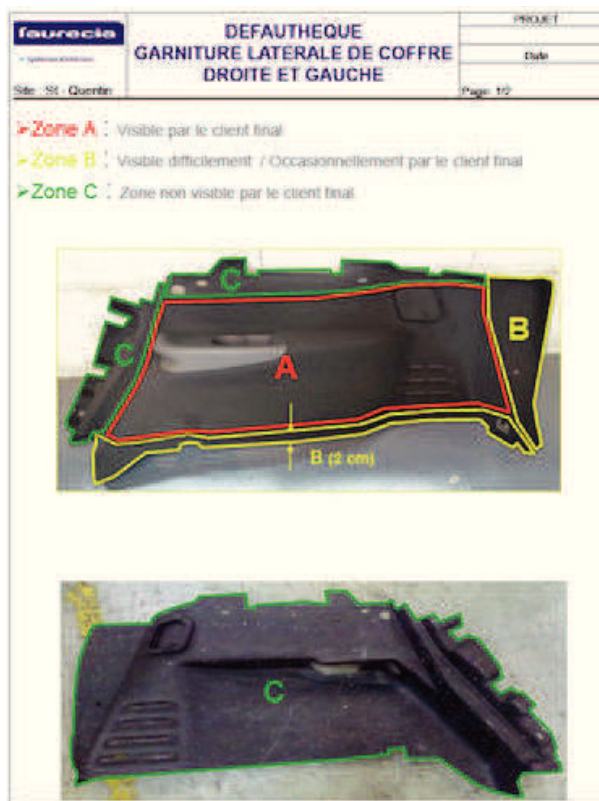 faurecia
DEFAUTHEQUE
GARNITURE LATERALE DE COFFRE
DROITE ET GAUCHE
PROJET
Date
Site : St - Quentin
Page: 1/2
➢Zone A : Visible par le client final
➢Zone B : Visible difficilement / Occasionnellement par le client final
➢Zone C : Zone non visible par le client final
C
C
B
A
B (2 cm)
C